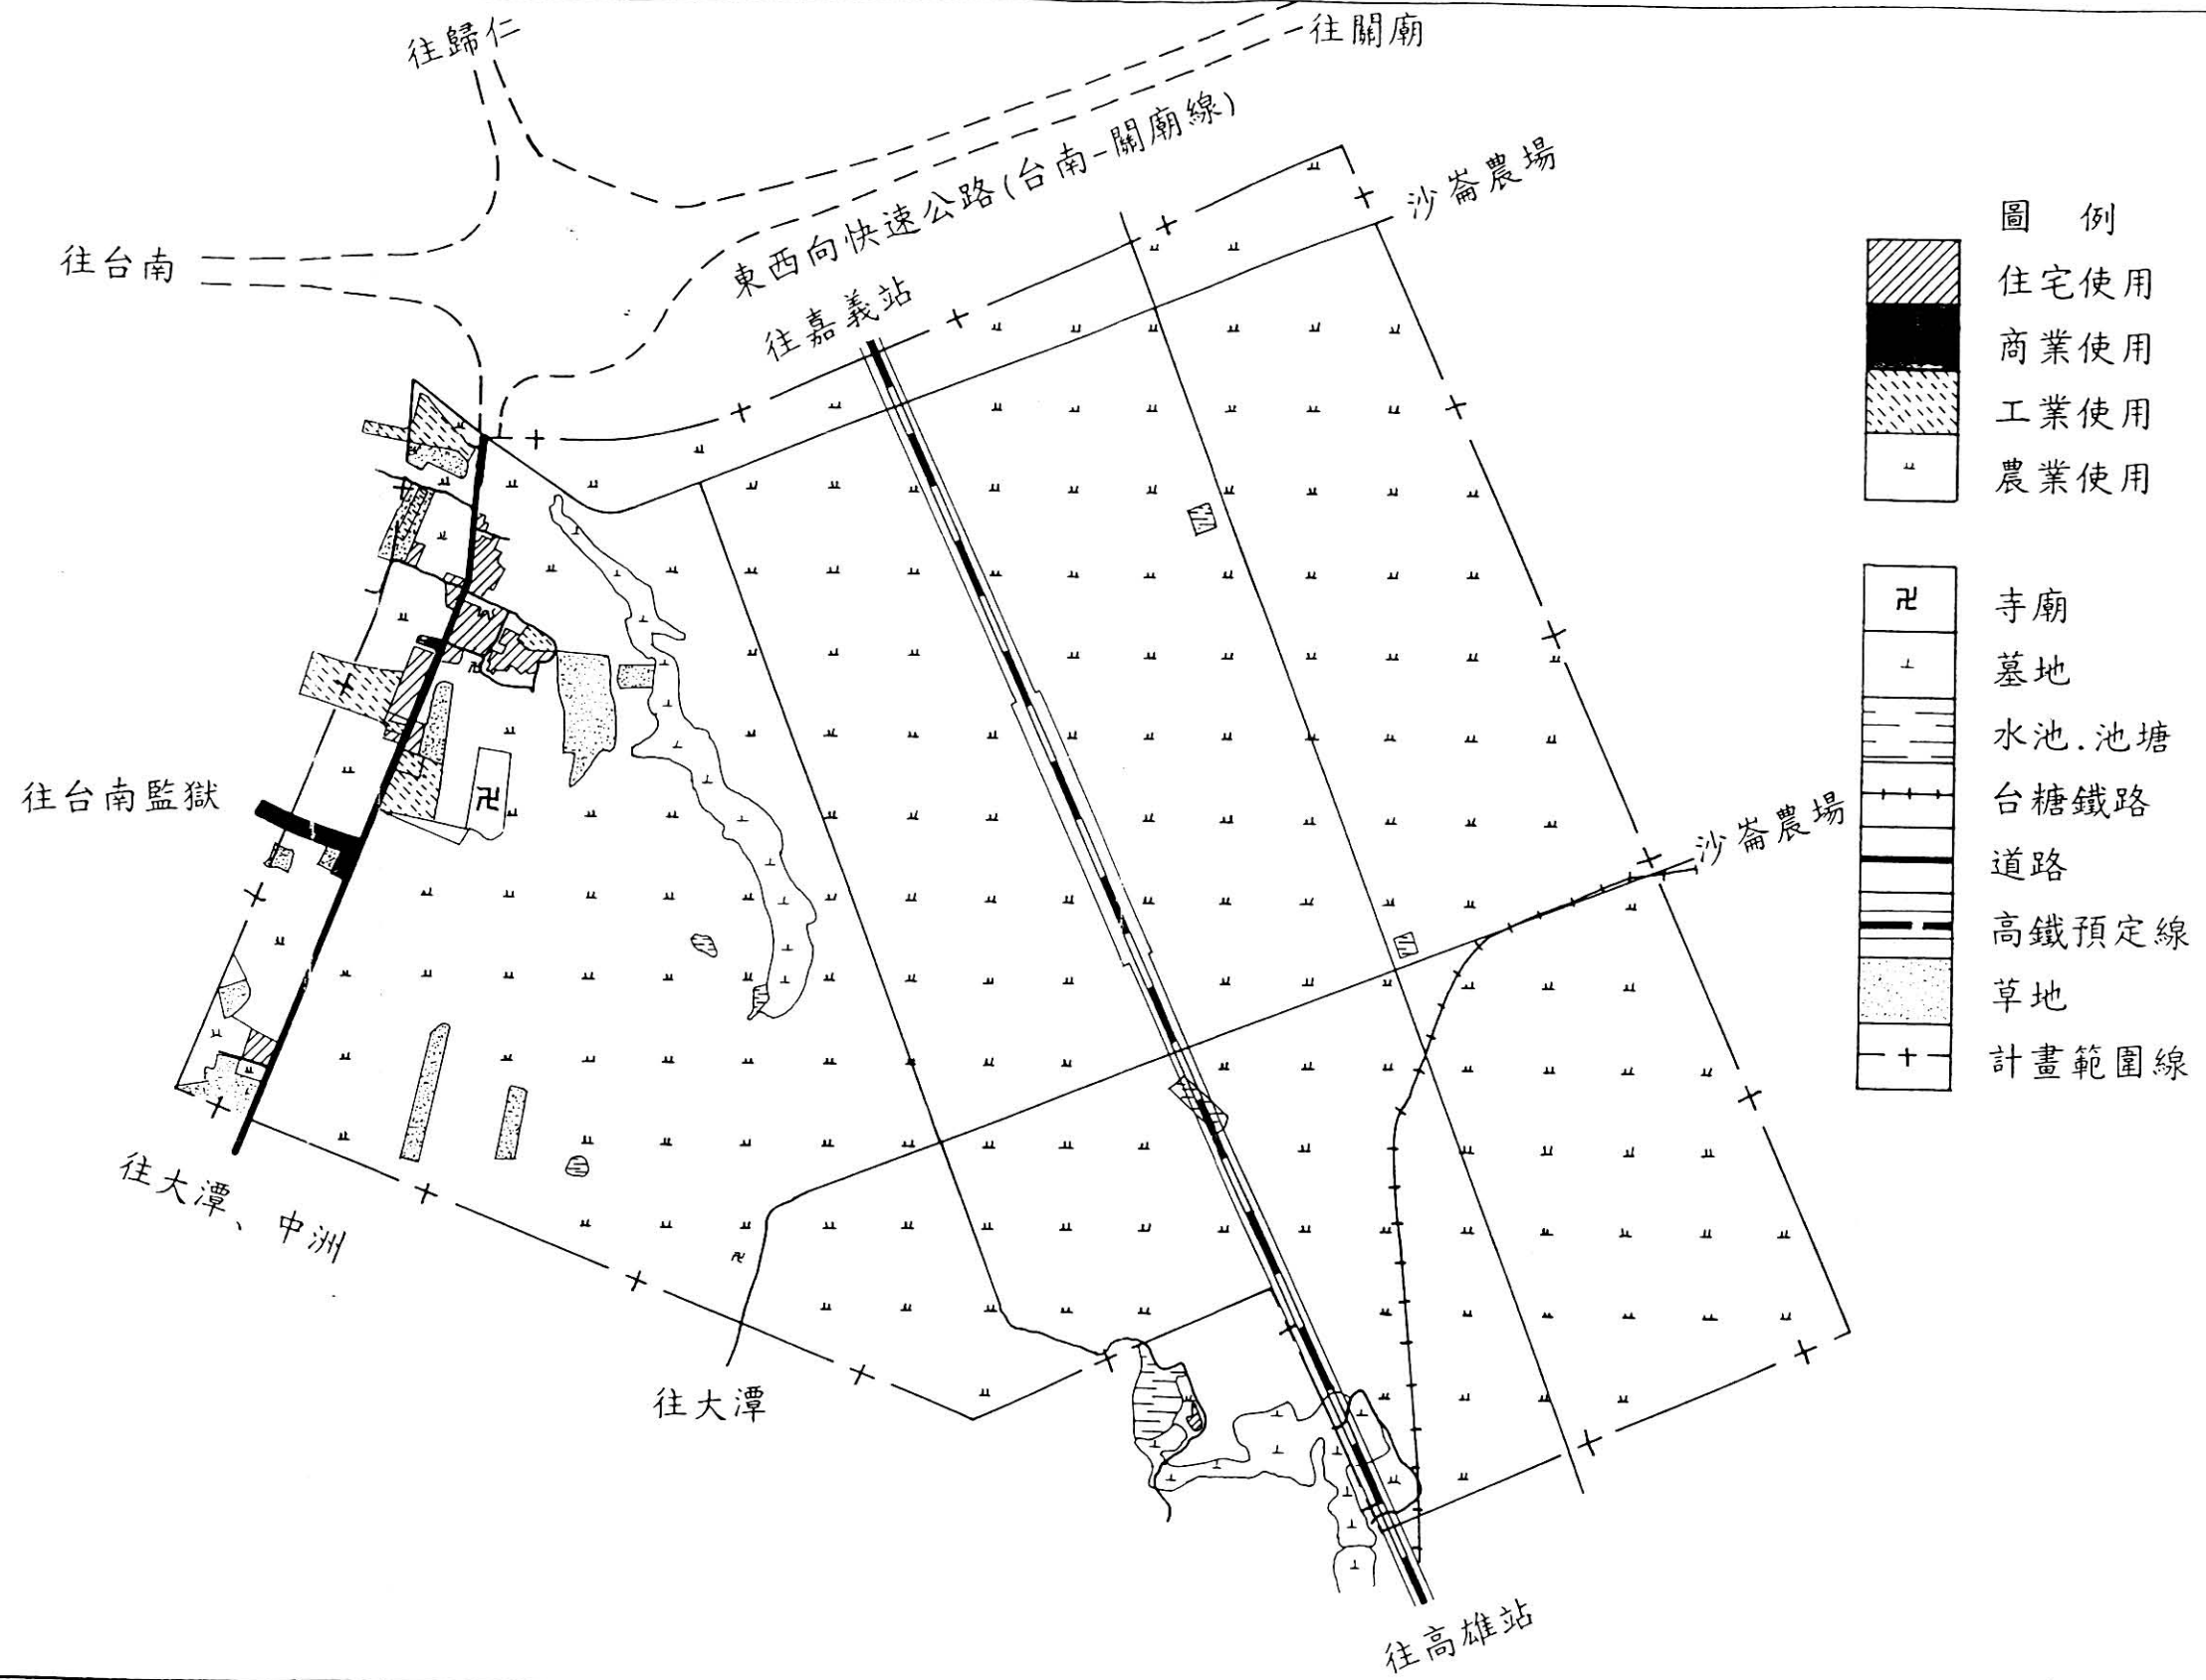 往歸仁
往關廟
東西向快速公路(台南-關廟線)
往台南
往嘉義站
沙崙農場
往台南監獄
沙崙農場
往大潭、中洲
往大潭
往高雄站
卍
卍
卍
圖 例
住宅使用
商業使用
工業使用
農業使用
卍 寺廟
墓地
水池.池塘
台糖鐵路
道路
高鐵預定線
草地
計畫範圍線